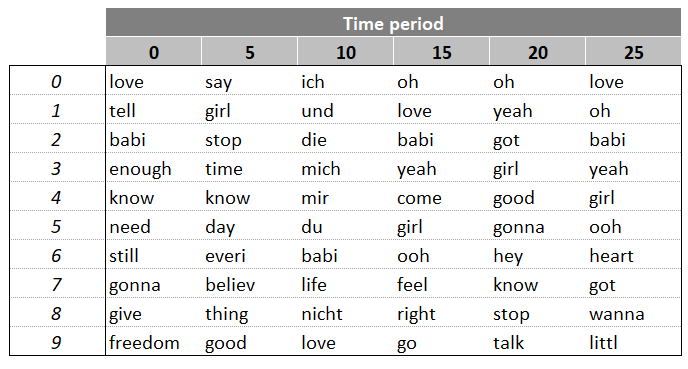 Time period
0 5 10 15 20 25
0 love say ich oh oh love
1 tell girl und love yeah oh
2 babi stop die babi got babi
3 enough time mich yeah girl yeah
4 know know mir come good girl
5 need day du girl gonna ooh
6 still everi babi ooh hey heart
7 gonna believ life feel know got
8 give thing nicht right stop wanna
9 freedom good love go talk littl